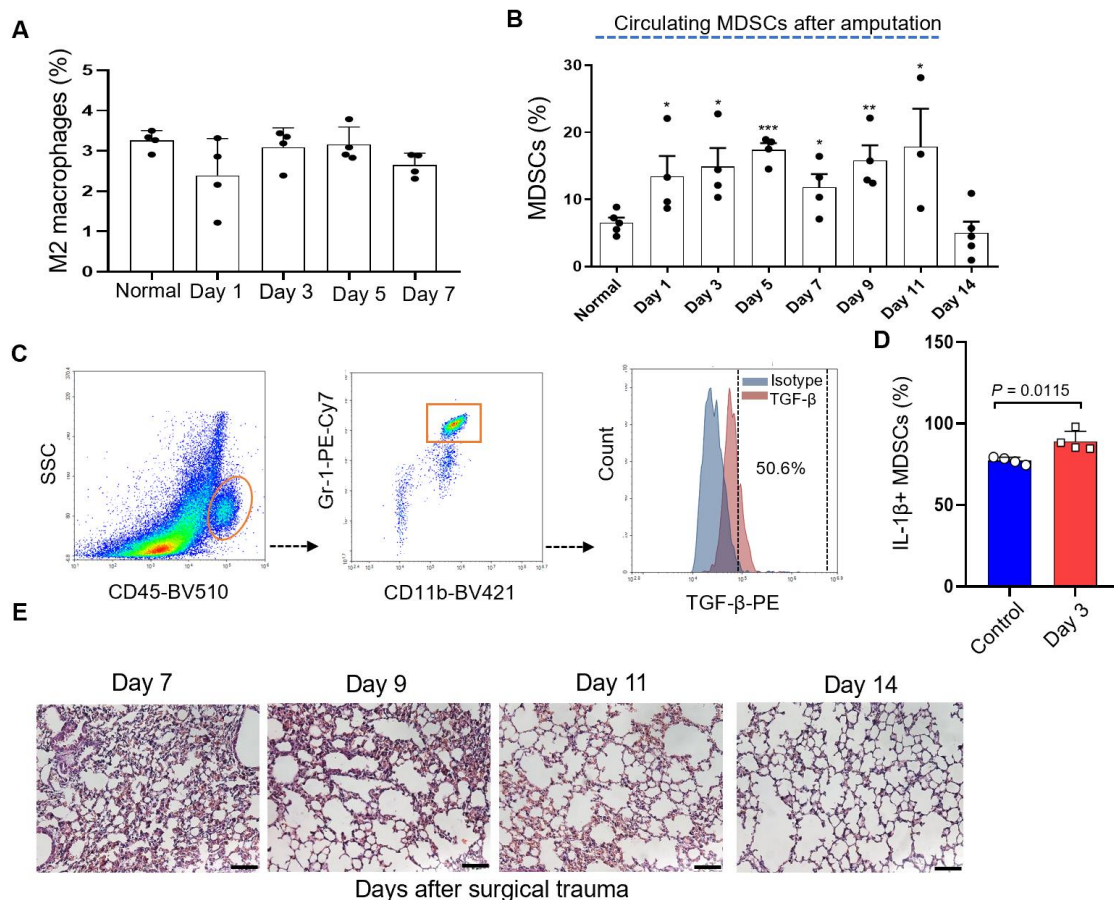 A
M2 macrophages (%)
5
4
3
2
1
0
Normal Day 1 Day 3 Day 5 Day 7
B
Circulating MDSCs after amputation
MDSCs (%)
30
20
10
0
* * *** * ** *
Normal Day 1 Day 3 Day 5 Day 7 Day 9 Day 11 Day 14
C
SSC
CD45-BV510
Gr-1-PE-Cy7
CD11b-BV421
Count
Isotype
TGF-β
50.6%
TGF-β-PE
D
IL-1β+ MDSCs (%)
150
100
50
0
P = 0.0115
Control Day 3
E
Day 7 Day 9 Day 11 Day 14
Days after surgical trauma